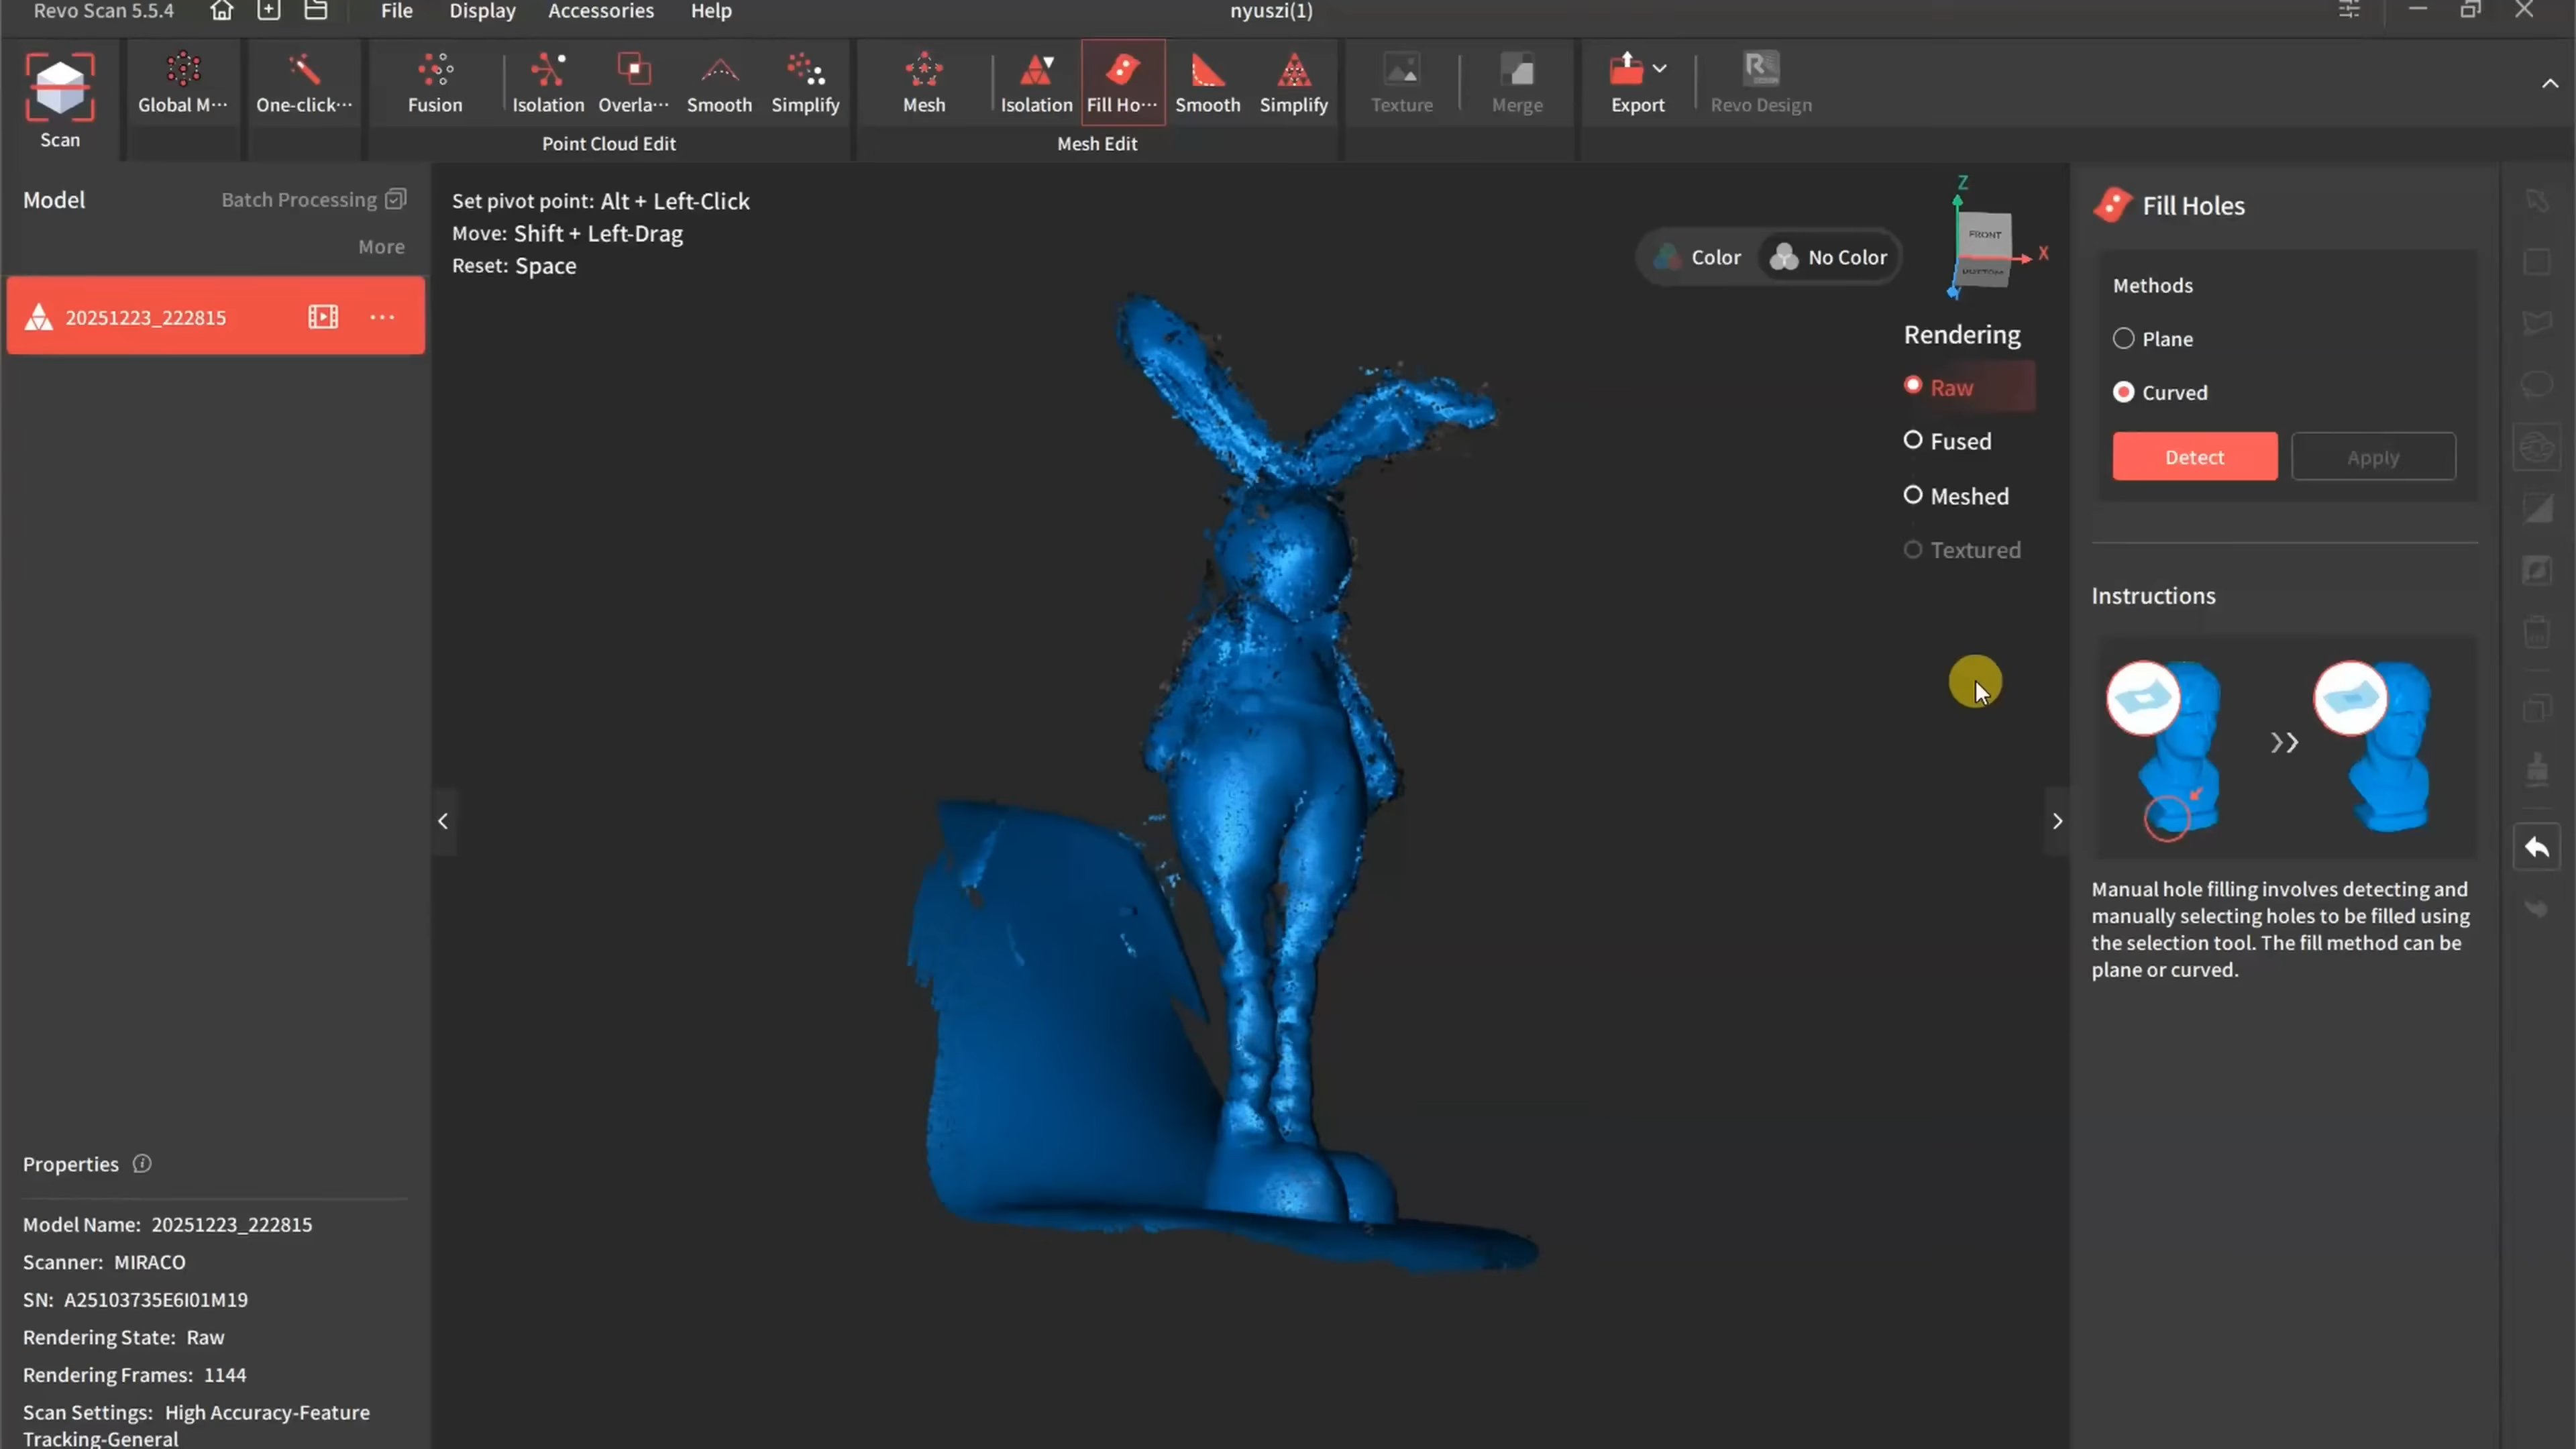 Revo Scan 5.5.4
File
Display
Accessories
Help
nyuszi(1)
Scan
Global M···
One-click···
Fusion
Isolation
Overla···
Smooth
Simplify
Point Cloud Edit
Mesh
Isolation
Fill Ho···
Smooth
Simplify
Mesh Edit
Texture
Merge
Export
Revo Design
Model
Batch Processing
More
20251223_222815
Set pivot point: Alt + Left-Click
Move: Shift + Left-Drag
Reset: Space
Color
No Color
Z
FRONT
X
Rendering
Raw
Fused
Meshed
Textured
Fill Holes
Methods
Plane
Curved
Detect
Apply
Instructions
Manual hole filling involves detecting and
manually selecting holes to be filled using
the selection tool. The fill method can be
plane or curved.
Properties
Model Name: 20251223_222815
Scanner: MIRACO
SN: A25103735E6I01M19
Rendering State: Raw
Rendering Frames: 1144
Scan Settings: High Accuracy-Feature
Tracking-General